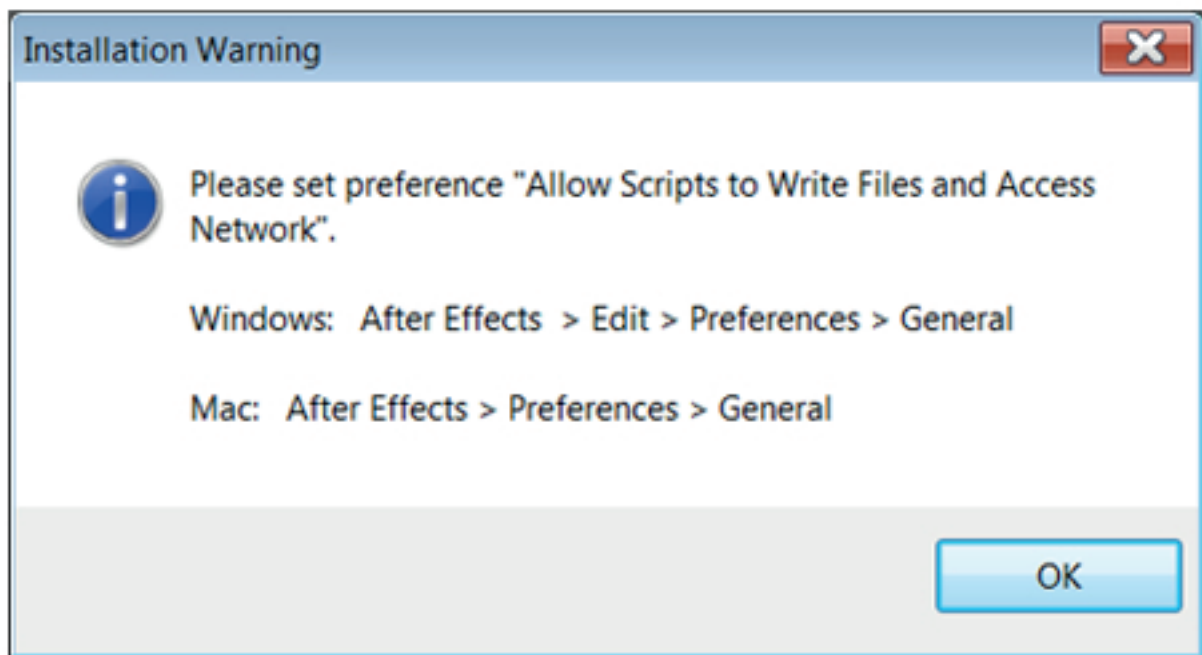 Installation Warning
Please set preference "Allow Scripts to Write Files and Access
Network".
Windows:   After Effects  > Edit > Preferences > General
Mac:   After Effects > Preferences > General
OK